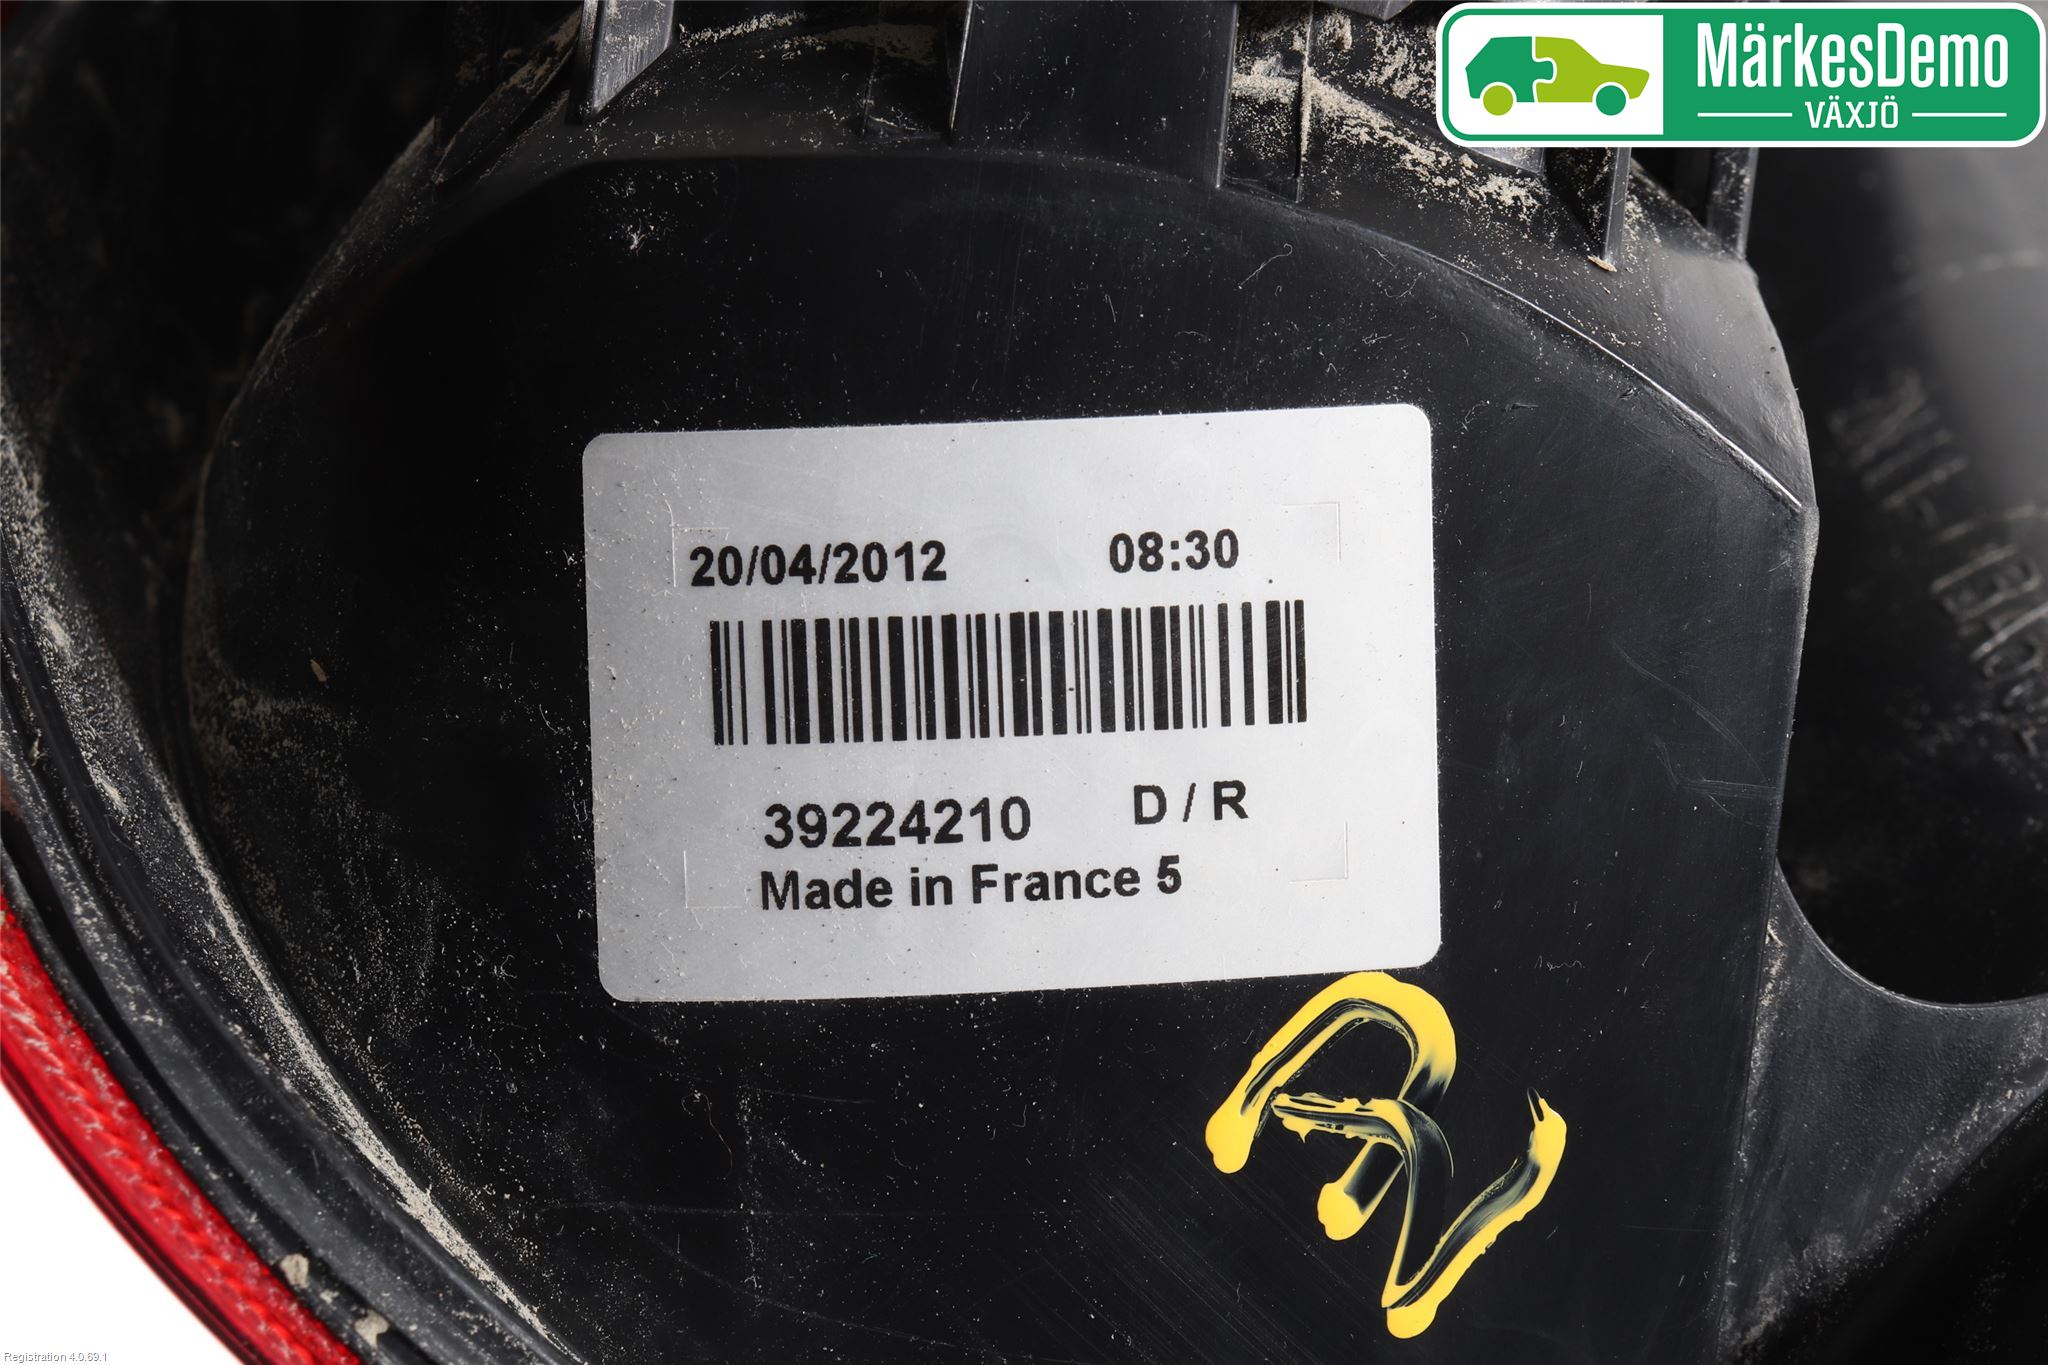 MärkesDemo
VÄXJÖ
20/04/2012 08:30
39224210 D / R
Made in France 5
Registration 4.0.69.1